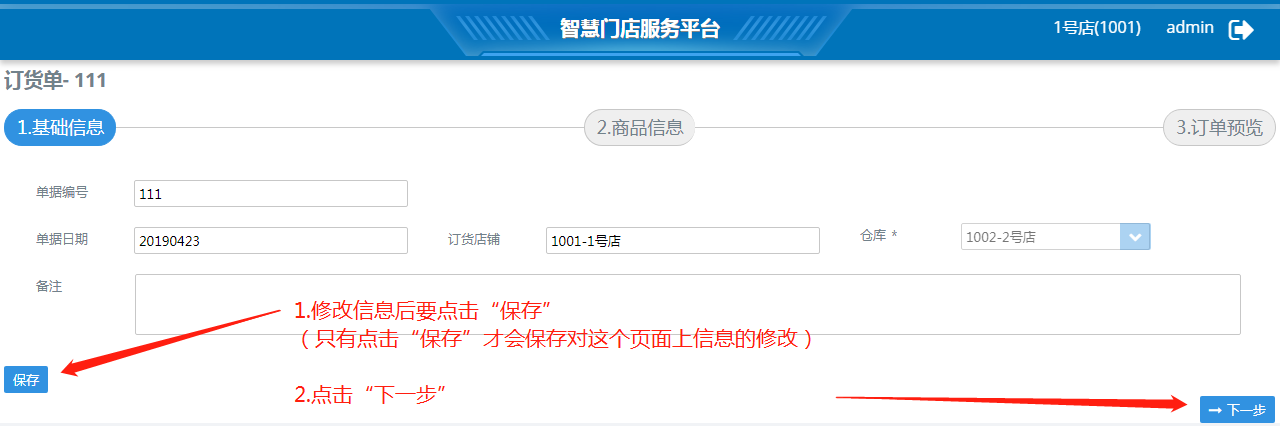 智慧门店服务平台
1号店(1001) admin
订货单- 111
1.基础信息 2.商品信息 3.订单预览
单据编号 111
单据日期 20190423 订货店铺 1001-1号店 仓库 * 1002-2号店
备注
1.修改信息后要点击“保存”
（只有点击“保存”才会保存对这个页面上信息的修改）
保存
2.点击“下一步”
下一步